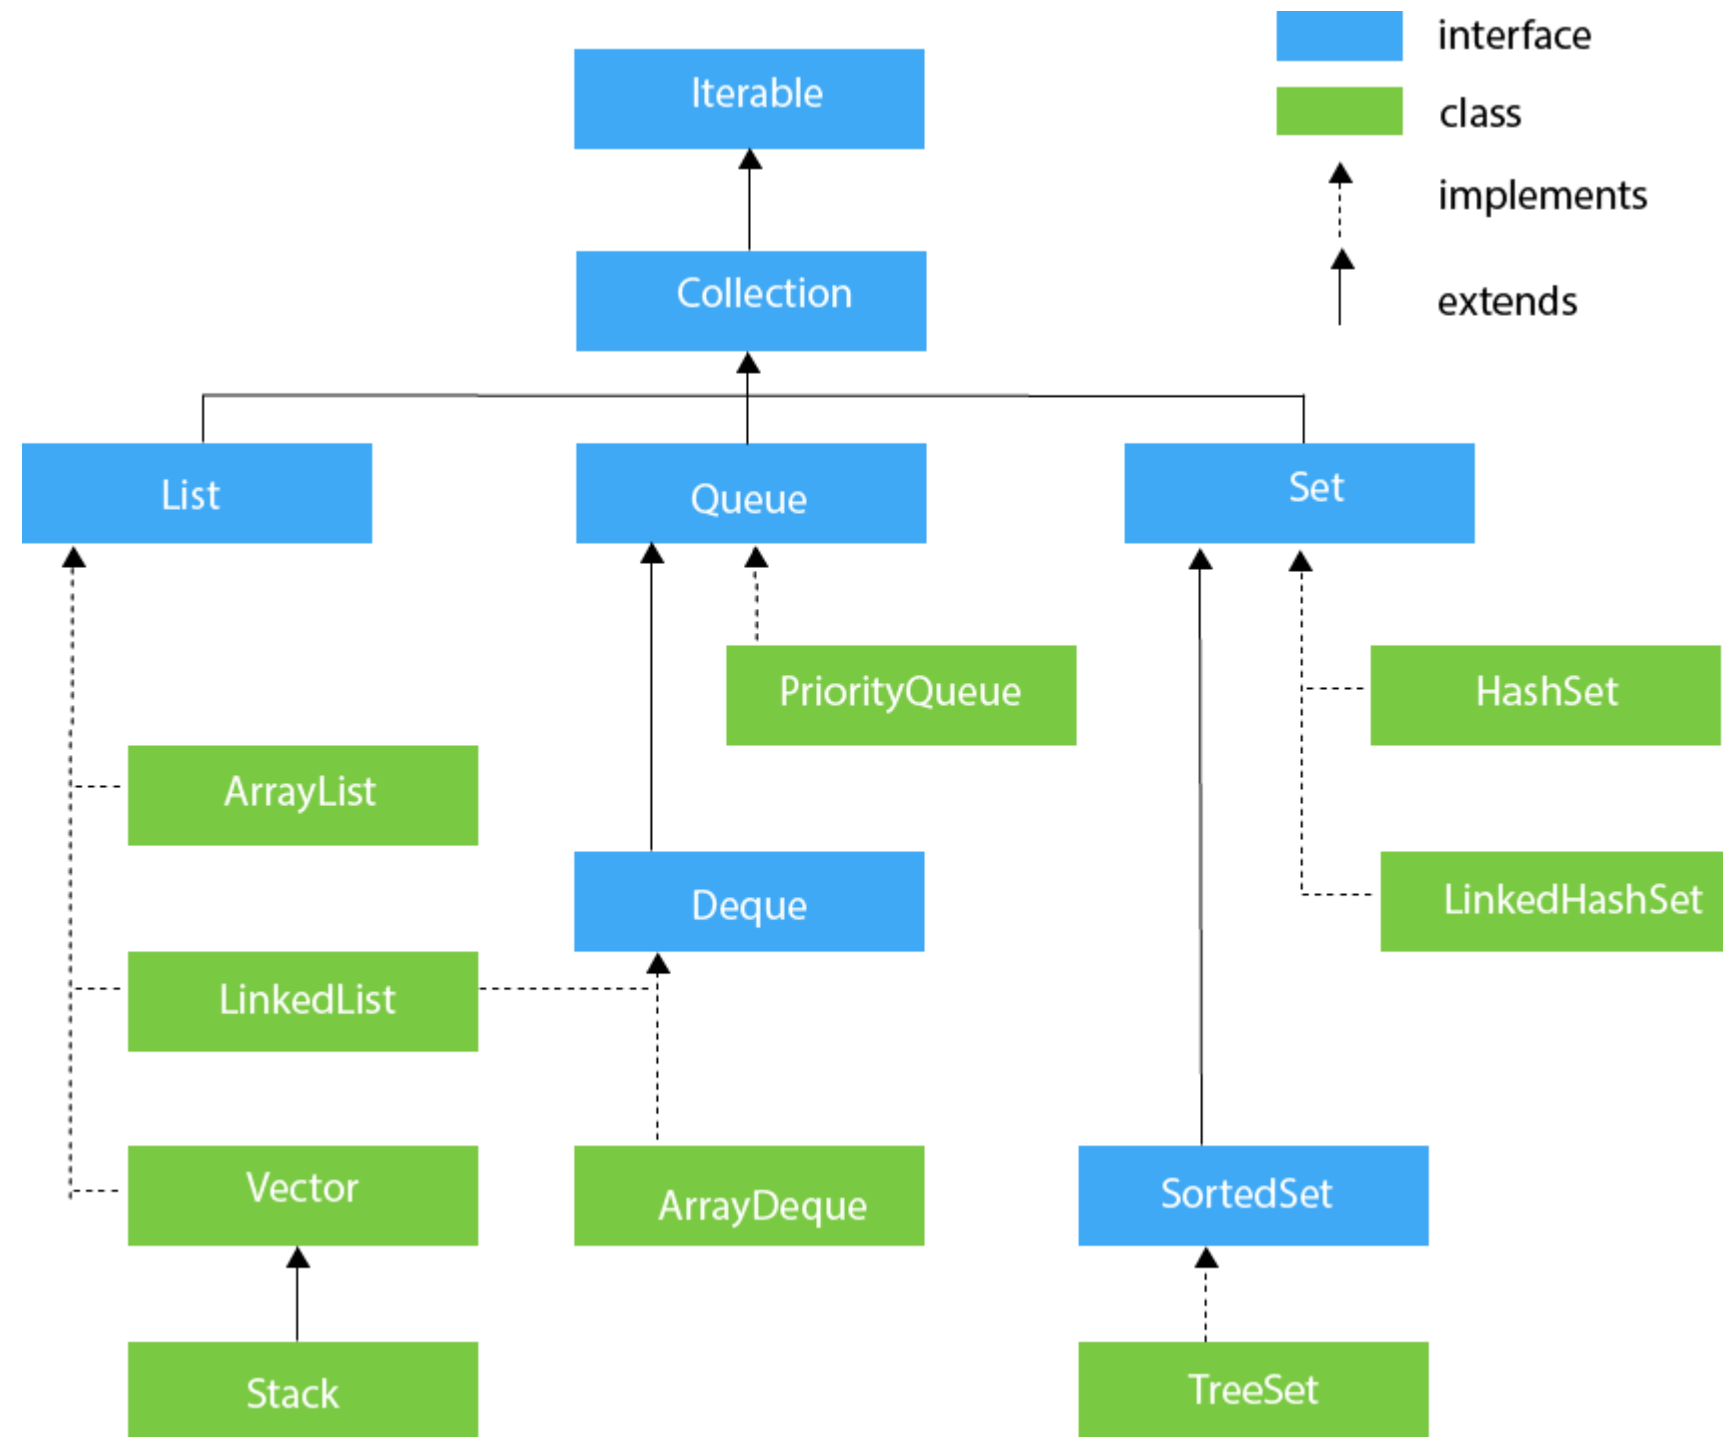 interface
Iterable
class
implements
Collection
extends
List
Queue
Set
PriorityQueue
HashSet
ArrayList
Deque
LinkedHashSet
LinkedList
Vector
ArrayDeque
SortedSet
Stack
TreeSet